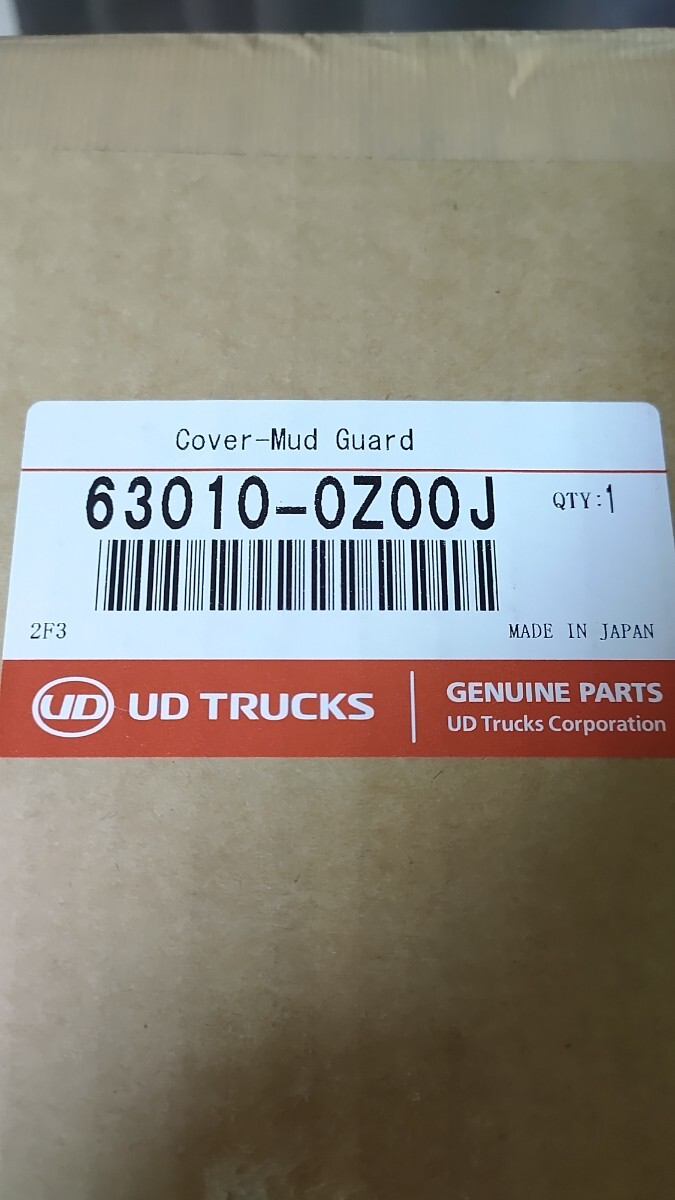 Cover-Mud Guard
63010-0Z00J QTY:1
2F3 MADE IN JAPAN
UD UD TRUCKS GENUINE PARTS
UD Trucks Corporation